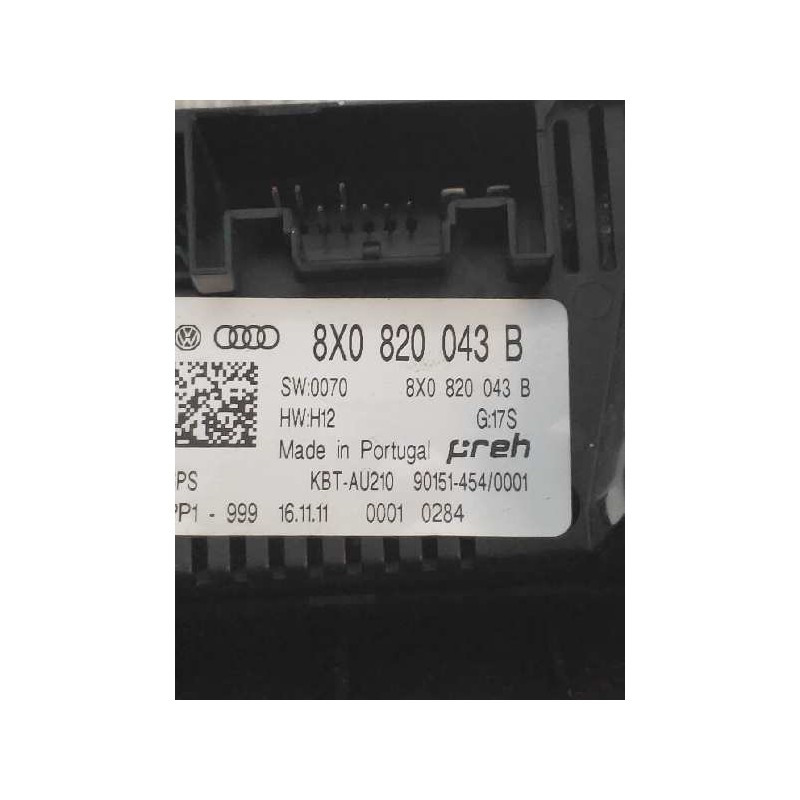 8X0 820 043 B
SW:0070 8X0 820 043 B
HW:H12 G:17S
Made in Portugal preh
PS KBT-AU210 90151-454/0001
PP1 - 999 16.11.11 0001 0284